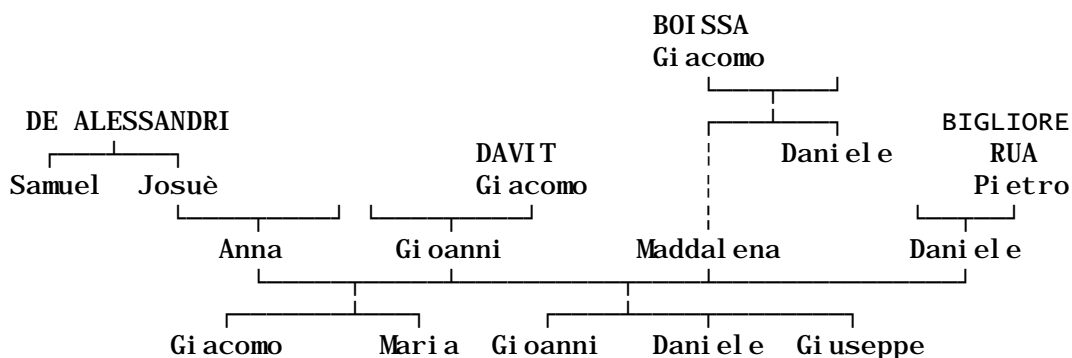 BOISSA
Giacomo
DE ALESSANDRI BIGLIORE
DAVIT Daniele RUA
Samuel Josuè Giacomo Pietro
Anna Gioanni Maddalena Daniele
Giacomo Maria Gioanni Daniele Giuseppe